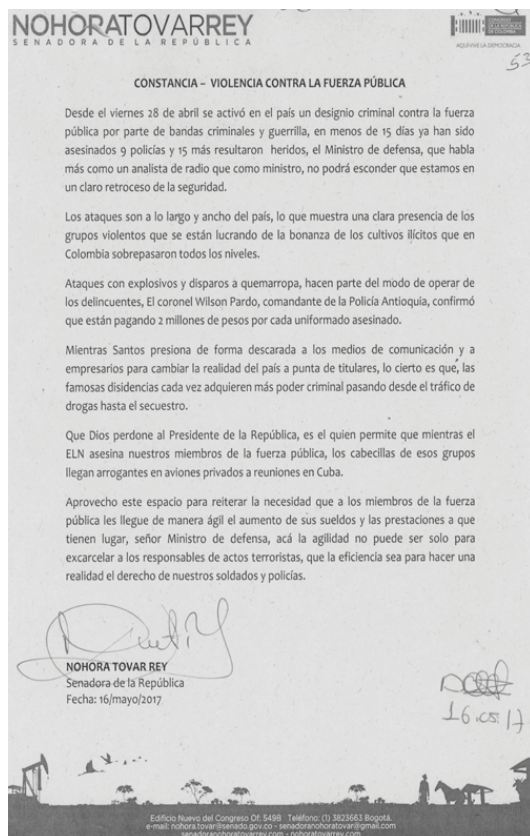 NOHORATOVARREY
SENADORA DE LA REPÚBLICA
CONGRESO
DE LA REPÚBLICA
DE COLOMBIA
AQUÍVIVE LA DEMOCRACIA
53
CONSTANCIA – VIOLENCIA CONTRA LA FUERZA PÚBLICA
Desde el viernes 28 de abril se activó en el país un designio criminal contra la fuerza
pública por parte de bandas criminales y guerrilla, en menos de 15 días ya han sido
asesinados 9 policías y 15 más resultaron heridos, el Ministro de defensa, que habla
más como un analista de radio que como ministro, no podrá esconder que estamos en
un claro retroceso de la seguridad.
Los ataques son a lo largo y ancho del país, lo que muestra una clara presencia de los
grupos violentos que se están lucrando de la bonanza de los cultivos ilícitos que en
Colombia sobrepasaron todos los niveles.
Ataques con explosivos y disparos a quemarropa, hacen parte del modo de operar de
los delincuentes, El coronel Wilson Pardo, comandante de la Policía Antioquia, confirmó
que están pagando 2 millones de pesos por cada uniformado asesinado.
Mientras Santos presiona de forma descarada a los medios de comunicación y a
empresarios para cambiar la realidad del país a punta de titulares, lo cierto es que, las
famosas disidencias cada vez adquieren más poder criminal pasando desde el tráfico de
drogas hasta el secuestro.
Que Dios perdone al Presidente de la República, es el quien permite que mientras el
ELN asesina nuestros miembros de la fuerza pública, los cabecillas de esos grupos
llegan arrogantes en aviones privados a reuniones en Cuba.
Aprovecho este espacio para reiterar la necesidad que a los miembros de la fuerza
pública les llegue de manera ágil el aumento de sus sueldos y las prestaciones a que
tienen lugar, señor Ministro de defensa, acá la agilidad no puede ser solo para
excarcelar a los responsables de actos terroristas, que la eficiencia sea para hacer una
realidad el derecho de nuestros soldados y policías.
NOHORA TOVAR REY
Senadora de la República
Fecha: 16/mayo/2017
16.05.17
Edificio Nuevo del Congreso Of: 549B Teléfono: (1) 3823663 Bogotá.
e-mail: nohora.tovar@senado.gov.co - senadoranohoratovar@gmail.com
senadoranohoratovarrey.com - nohoratovarrey.com